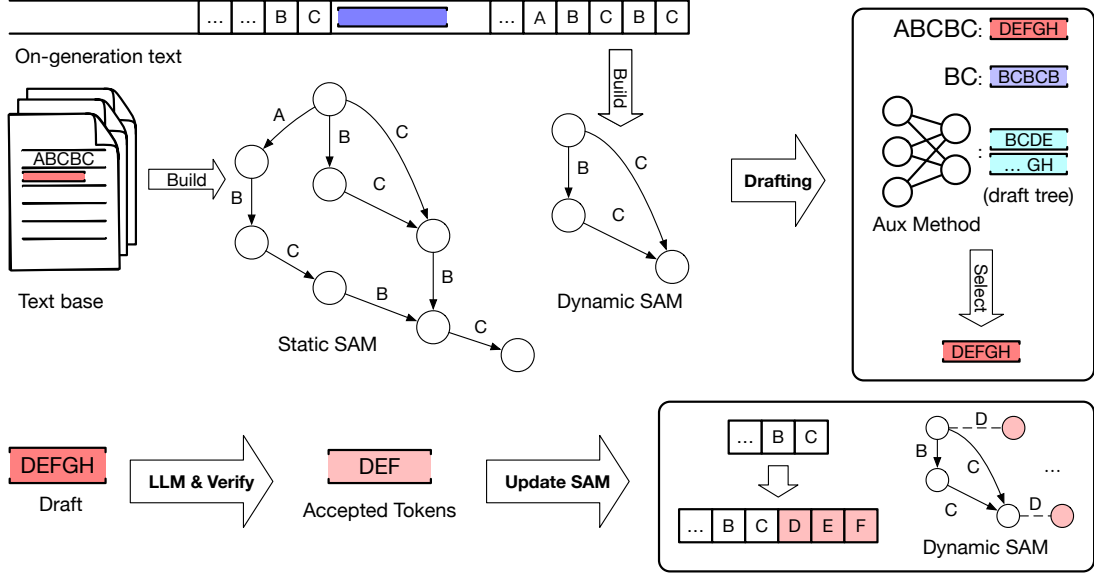 ... ... B C ... A B C B C
On-generation text
ABCBC
Text base
Build
A
B
C
B
B
C
C
B
B
C
Static SAM
Build
B
C
C
Dynamic SAM
Drafting
ABCBC: DEFGH
BC: BCBCB
: BCDE
... GH
(draft tree)
Aux Method
Select
DEFGH
DEFGH
Draft
LLM & Verify
DEF
Accepted Tokens
Update SAM
... B C
... B C D E F
D
B
C
...
C
D
Dynamic SAM